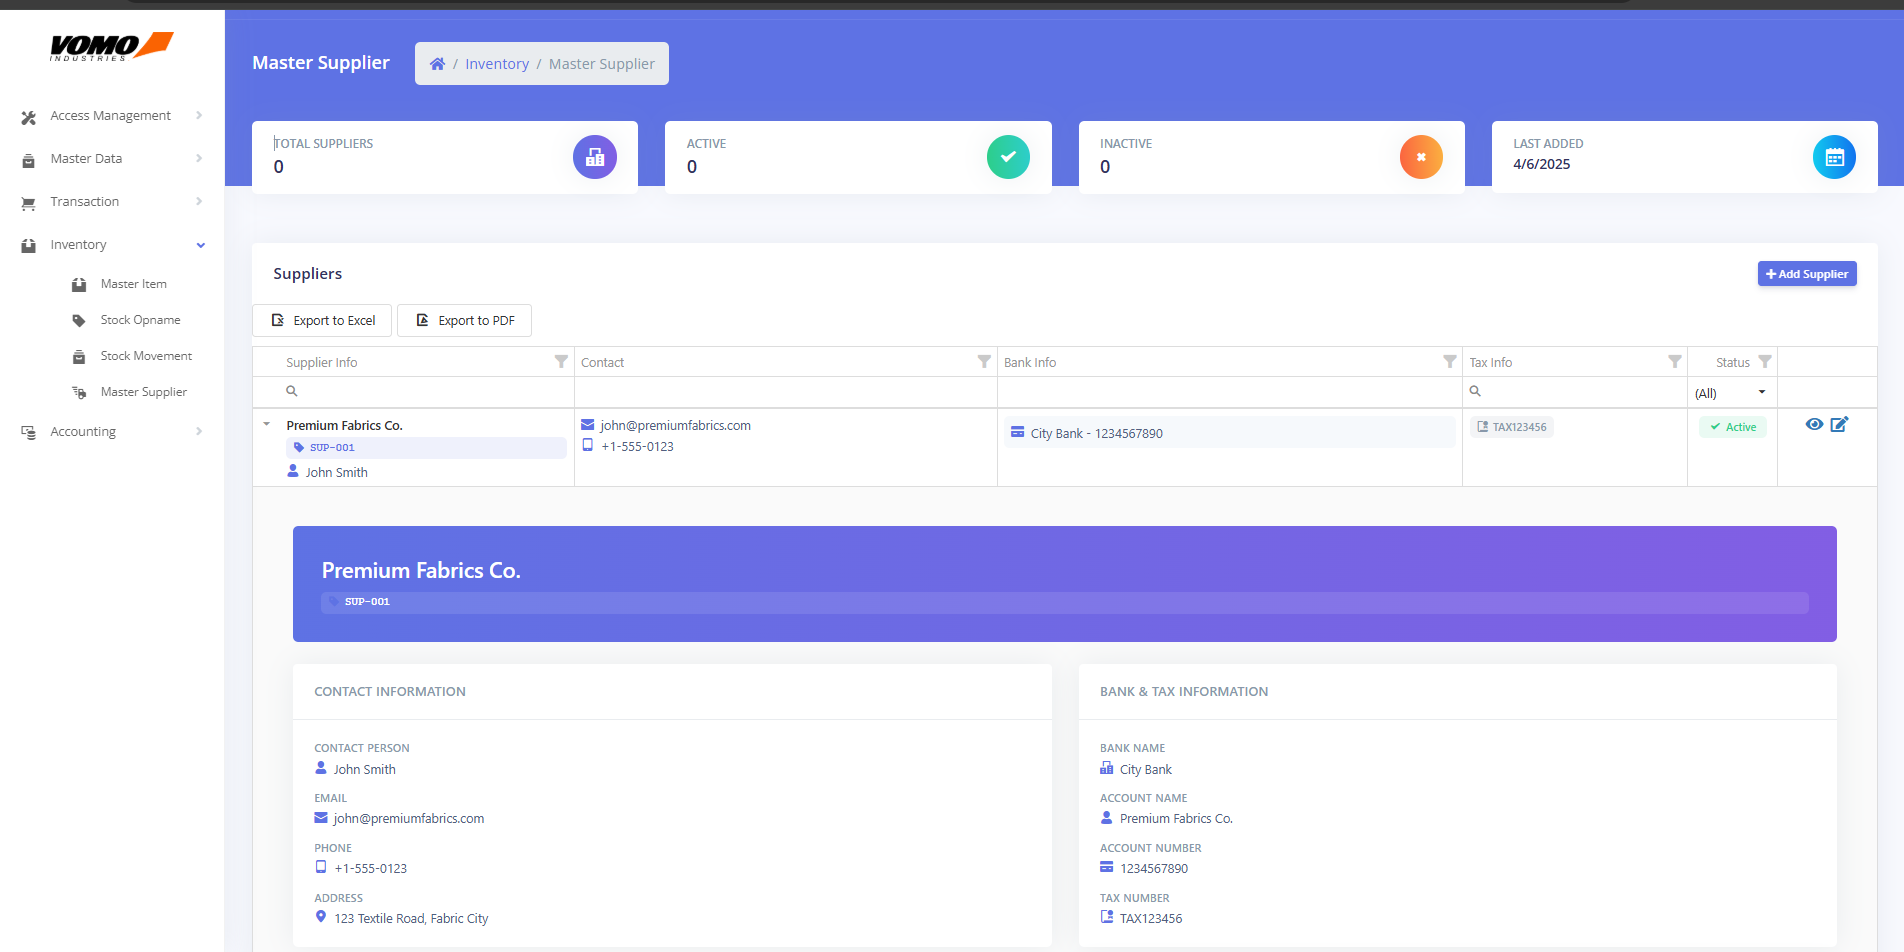 VOMO
INDUSTRIES
Master Supplier
/ Inventory / Master Supplier
Access Management
Master Data
Transaction
Inventory
Master Item
Stock Opname
Stock Movement
Master Supplier
Accounting
TOTAL SUPPLIERS
0
ACTIVE
0
INACTIVE
0
LAST ADDED
4/6/2025
Suppliers
Add Supplier
Export to Excel
Export to PDF
Supplier Info
Contact
Bank Info
Tax Info
Status
(All)
Premium Fabrics Co.
SUP-001
John Smith
john@premiumfabrics.com
+1-555-0123
City Bank - 1234567890
TAX123456
Active
Premium Fabrics Co.
SUP-001
CONTACT INFORMATION
CONTACT PERSON
John Smith
EMAIL
john@premiumfabrics.com
PHONE
+1-555-0123
ADDRESS
123 Textile Road, Fabric City
BANK & TAX INFORMATION
BANK NAME
City Bank
ACCOUNT NAME
Premium Fabrics Co.
ACCOUNT NUMBER
1234567890
TAX NUMBER
TAX123456